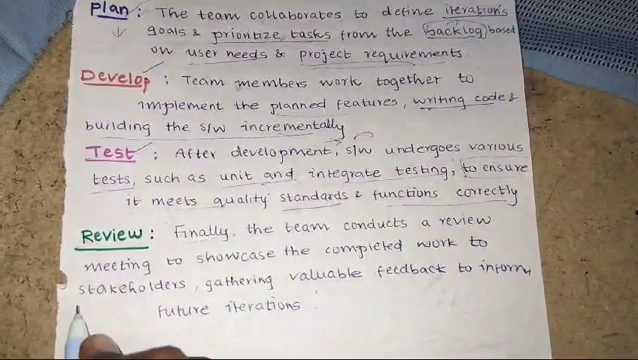 Plan: The team collaborates to define iteration's
goals & prioritize tasks from the backlog based
on user needs & project requirements.
Develop: Team members work together to
implement the planned features, writing code &
building the s/w incrementally
Test: After development, s/w undergoes various
tests, such as unit and integrate testing, to ensure
it meets quality standards & functions correctly
Review: Finally, the team conducts a review
meeting to showcase the completed work to
stakeholders, gathering valuable feedback to inform
future iterations